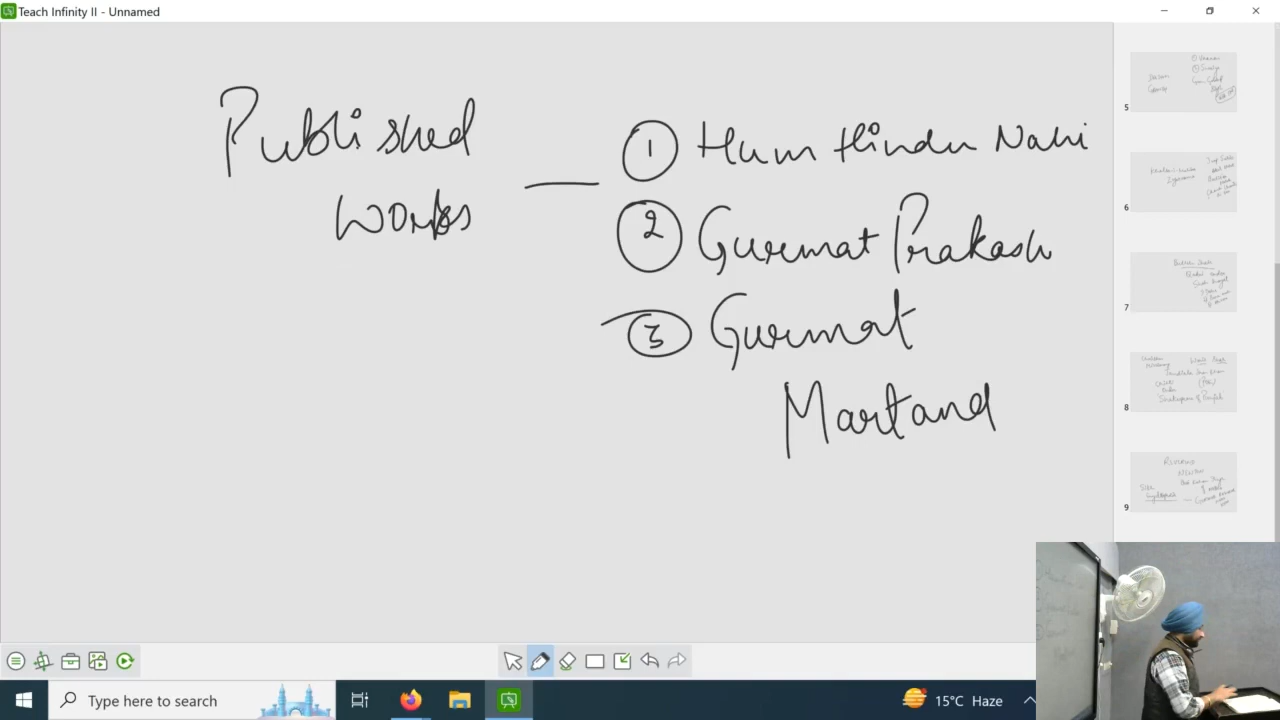 Teach Infinity II - Unnamed
Published
works
① Hum Hindu Nahi
② Gurmat Prakash
③ Gurmat
Martand
5
6
7
8
9
Type here to search
15°C Haze